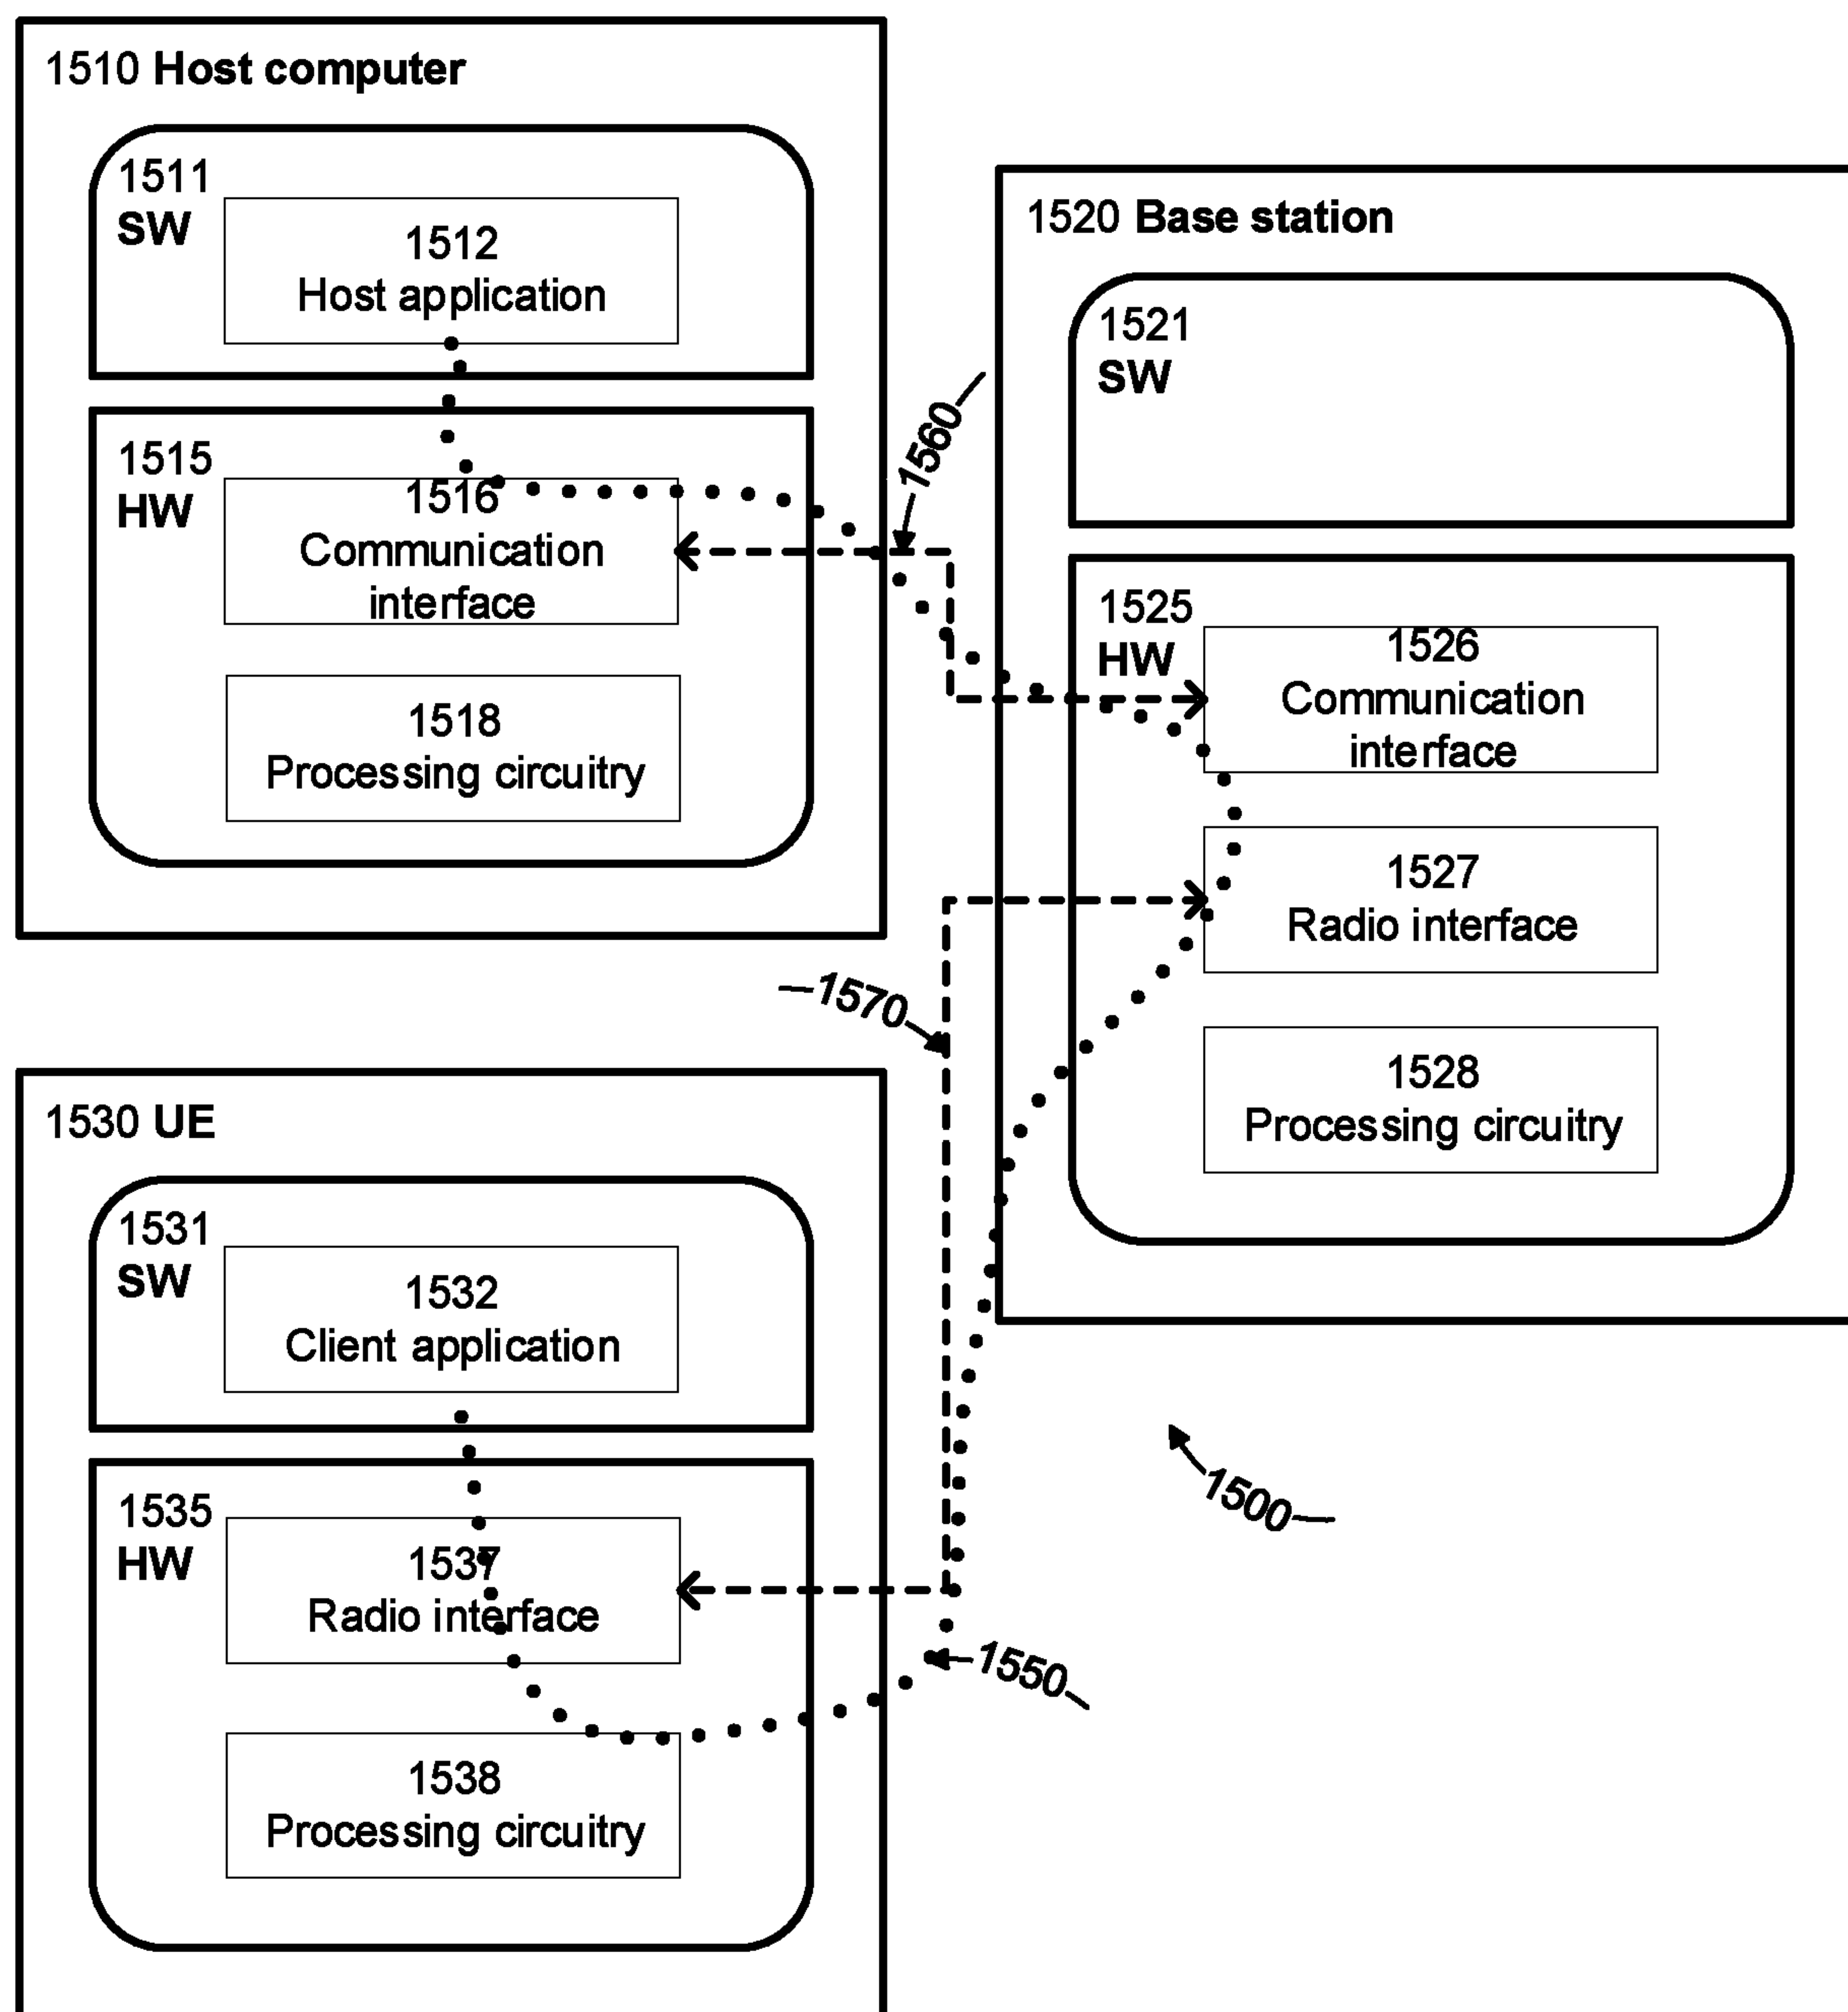 1510 Host computer
1511
SW
1512
Host application
1515
HW
1516
Communication
interface
1518
Processing circuitry
1560
1520 Base station
1521
SW
1525
HW
1526
Communication
interface
1527
Radio interface
1528
Processing circuitry
1570
1530 UE
1531
SW
1532
Client application
1535
HW
1537
Radio interface
1538
Processing circuitry
1550
1500